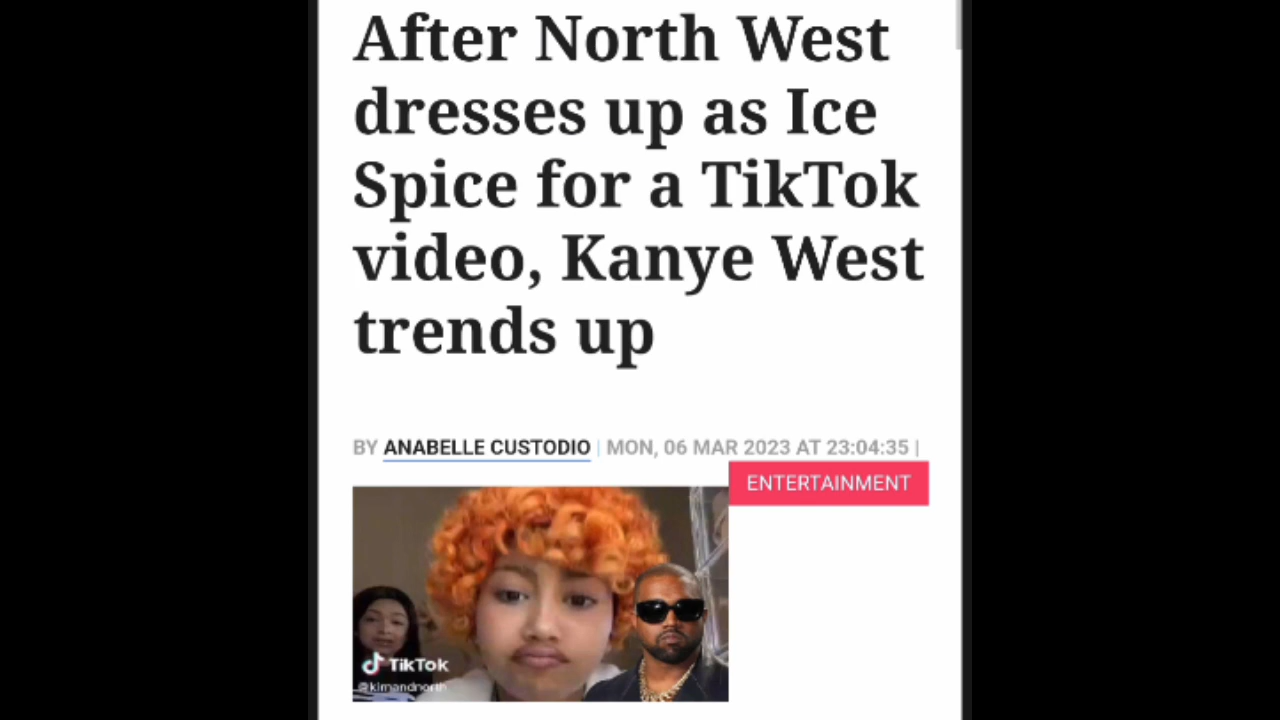 After North West
dresses up as Ice
Spice for a TikTok
video, Kanye West
trends up
BY ANABELLE CUSTODIO | MON, 06 MAR 2023 AT 23:04:35 |
ENTERTAINMENT
TikTok
@kimandnorth